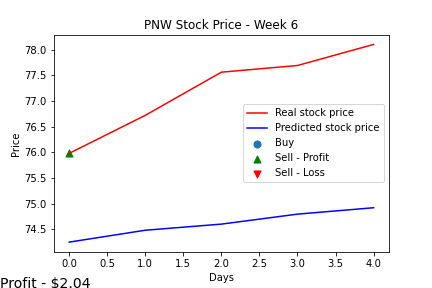 PNW Stock Price - Week 6
78.0
77.5
77.0
76.5
76.0
75.5
75.0
74.5
Price
Real stock price
Predicted stock price
Buy
Sell - Profit
Sell - Loss
0.0 0.5 1.0 1.5 2.0 2.5 3.0 3.5 4.0
Days
Profit - $2.04